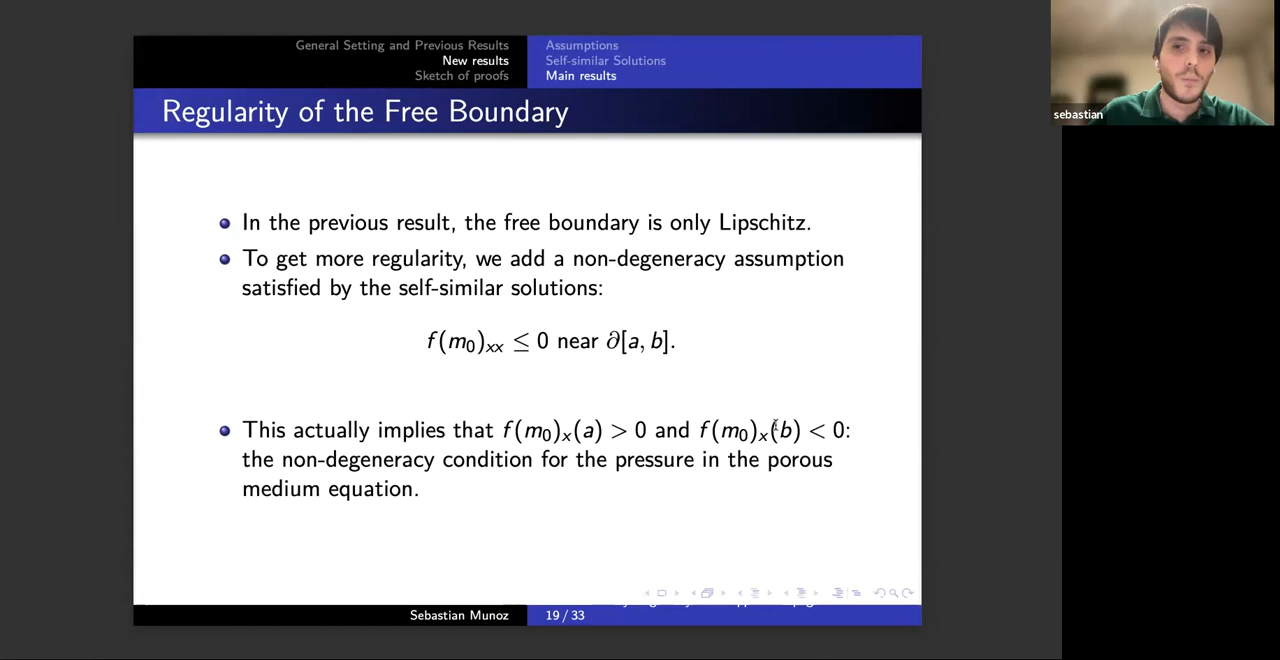 General Setting and Previous Results
New results
Sketch of proofs
Assumptions
Self-similar Solutions
Main results
Regularity of the Free Boundary
In the previous result, the free boundary is only Lipschitz.
To get more regularity, we add a non-degeneracy assumption
satisfied by the self-similar solutions:
f(m₀)ₓₓ ≤ 0 near ∂[a, b].
This actually implies that f(m₀)ₓ(a) > 0 and f(m₀)ₓ(b) < 0:
the non-degeneracy condition for the pressure in the porous
medium equation.
Sebastian Munoz
19 / 33
sebastian